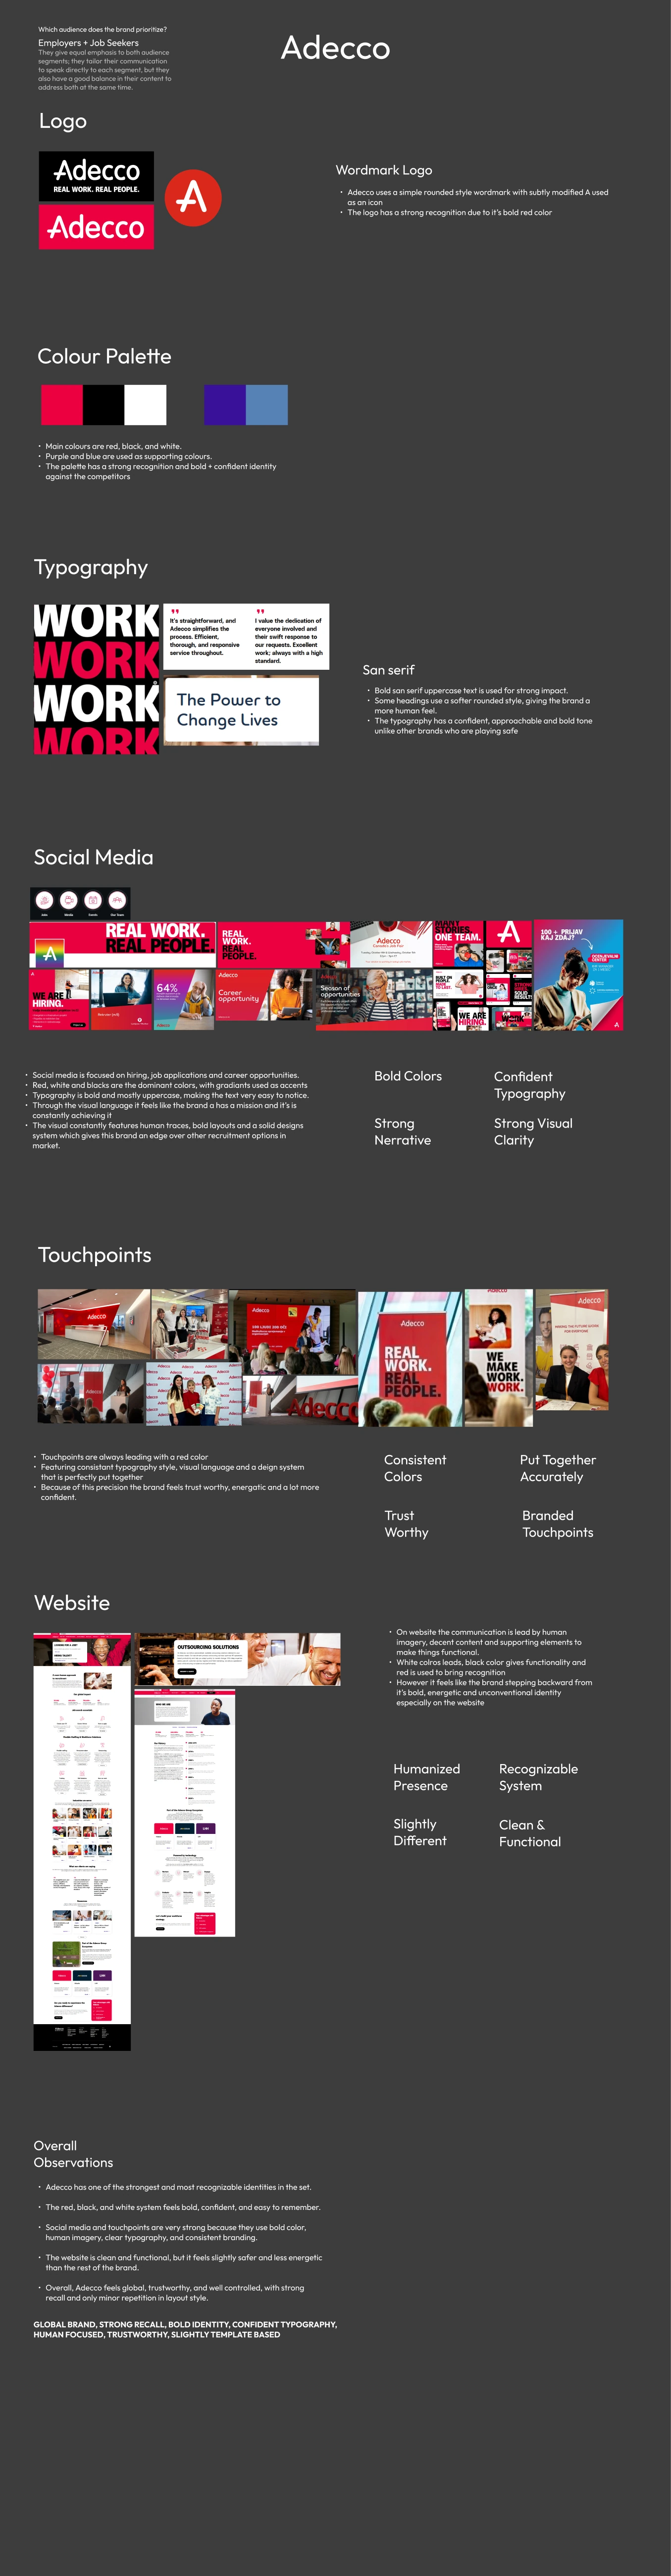 Which audience does the brand prioritize?
Employers + Job Seekers
They give equal emphasis to both audience
segments; they tailor their communication
to speak directly to each segment, but they
also have a good balance in their content to
address both at the same time.
Adecco
Logo
Adecco
REAL WORK. REAL PEOPLE.
Adecco
A
Wordmark Logo
• Adecco uses a simple rounded style wordmark with subtly modified A used
as an icon
• The logo has a strong recognition due to it's bold red color
Colour Palette
• Main colours are red, black, and white.
• Purple and blue are used as supporting colours.
• The palette has a strong recognition and bold + confident identity
against the competitors
Typography
WORK
WORK
WORK
WORK
It's straightforward, and
Adecco simplifies the
process. Efficient,
thorough, and responsive
service throughout.
I value the dedication of
everyone involved and
their swift response to
our requests. Excellent
work; always with a high
standard.
The Power to
Change Lives
San serif
• Bold san serif uppercase text is used for strong impact.
• Some headings use a softer rounded style, giving the brand a
more human feel.
• The typography has a confident, approachable and bold tone
unlike other brands who are playing safe
Social Media
Jobs
Events
Our Team
REAL WORK.
REAL PEOPLE.
REAL
WORK.
REAL
PEOPLE.
Adecco
MANY
STORIES.
ONE TEAM.
A
100 + PRIJAV
KAJ ZDAJ?
WE ARE
HIRING.
64%
Adecco
Adecco
Career
opportunity
Season of
opportunities
WE ARE
HIRING.
• Social media is focused on hiring, job applications and career opportunities.
• Red, white and blacks are the dominant colors, with gradiants used as accents
• Typography is bold and mostly uppercase, making the text very easy to notice.
• Through the visual language it feels like the brand a has a mission and it's is
constantly achieving it
• The visual constantly features human traces, bold layouts and a solid designs
system which gives this brand an edge over other recruitment options in
market.
Bold Colors
Confident
Typography
Strong
Nerrative
Strong Visual
Clarity
Touchpoints
Adecco
Adecco
Adecco
REAL
WORK.
REAL
PEOPLE.
Adecco
WE
MAKE
WORK
WORK.
Adecco
MAKING THE FUTURE WORK
FOR EVERYONE
Adecco
• Touchpoints are always leading with a red color
• Featuring consistant typography style, visual language and a deign system
that is perfectly put together
• Because of this precision the brand feels trust worthy, energatic and a lot more
confident.
Consistent
Colors
Put Together
Accurately
Trust
Worthy
Branded
Touchpoints
Website
OUTSOURCING SOLUTIONS
WHO WE ARE
• On website the communication is lead by human
imagery, decent content and supporting elements to
make things functional.
• White colros leads, black color gives functionality and
red is used to bring recognition
• However it feels like the brand stepping backward from
it's bold, energetic and unconventional identity
especially on the website
Humanized
Presence
Recognizable
System
Slightly
Different
Clean &
Functional
Overall
Observations
• Adecco has one of the strongest and most recognizable identities in the set.
• The red, black, and white system feels bold, confident, and easy to remember.
• Social media and touchpoints are very strong because they use bold color,
human imagery, clear typography, and consistent branding.
• The website is clean and functional, but it feels slightly safer and less energetic
than the rest of the brand.
• Overall, Adecco feels global, trustworthy, and well controlled, with strong
recall and only minor repetition in layout style.
GLOBAL BRAND, STRONG RECALL, BOLD IDENTITY, CONFIDENT TYPOGRAPHY,
HUMAN FOCUSED, TRUSTWORTHY, SLIGHTLY TEMPLATE BASED